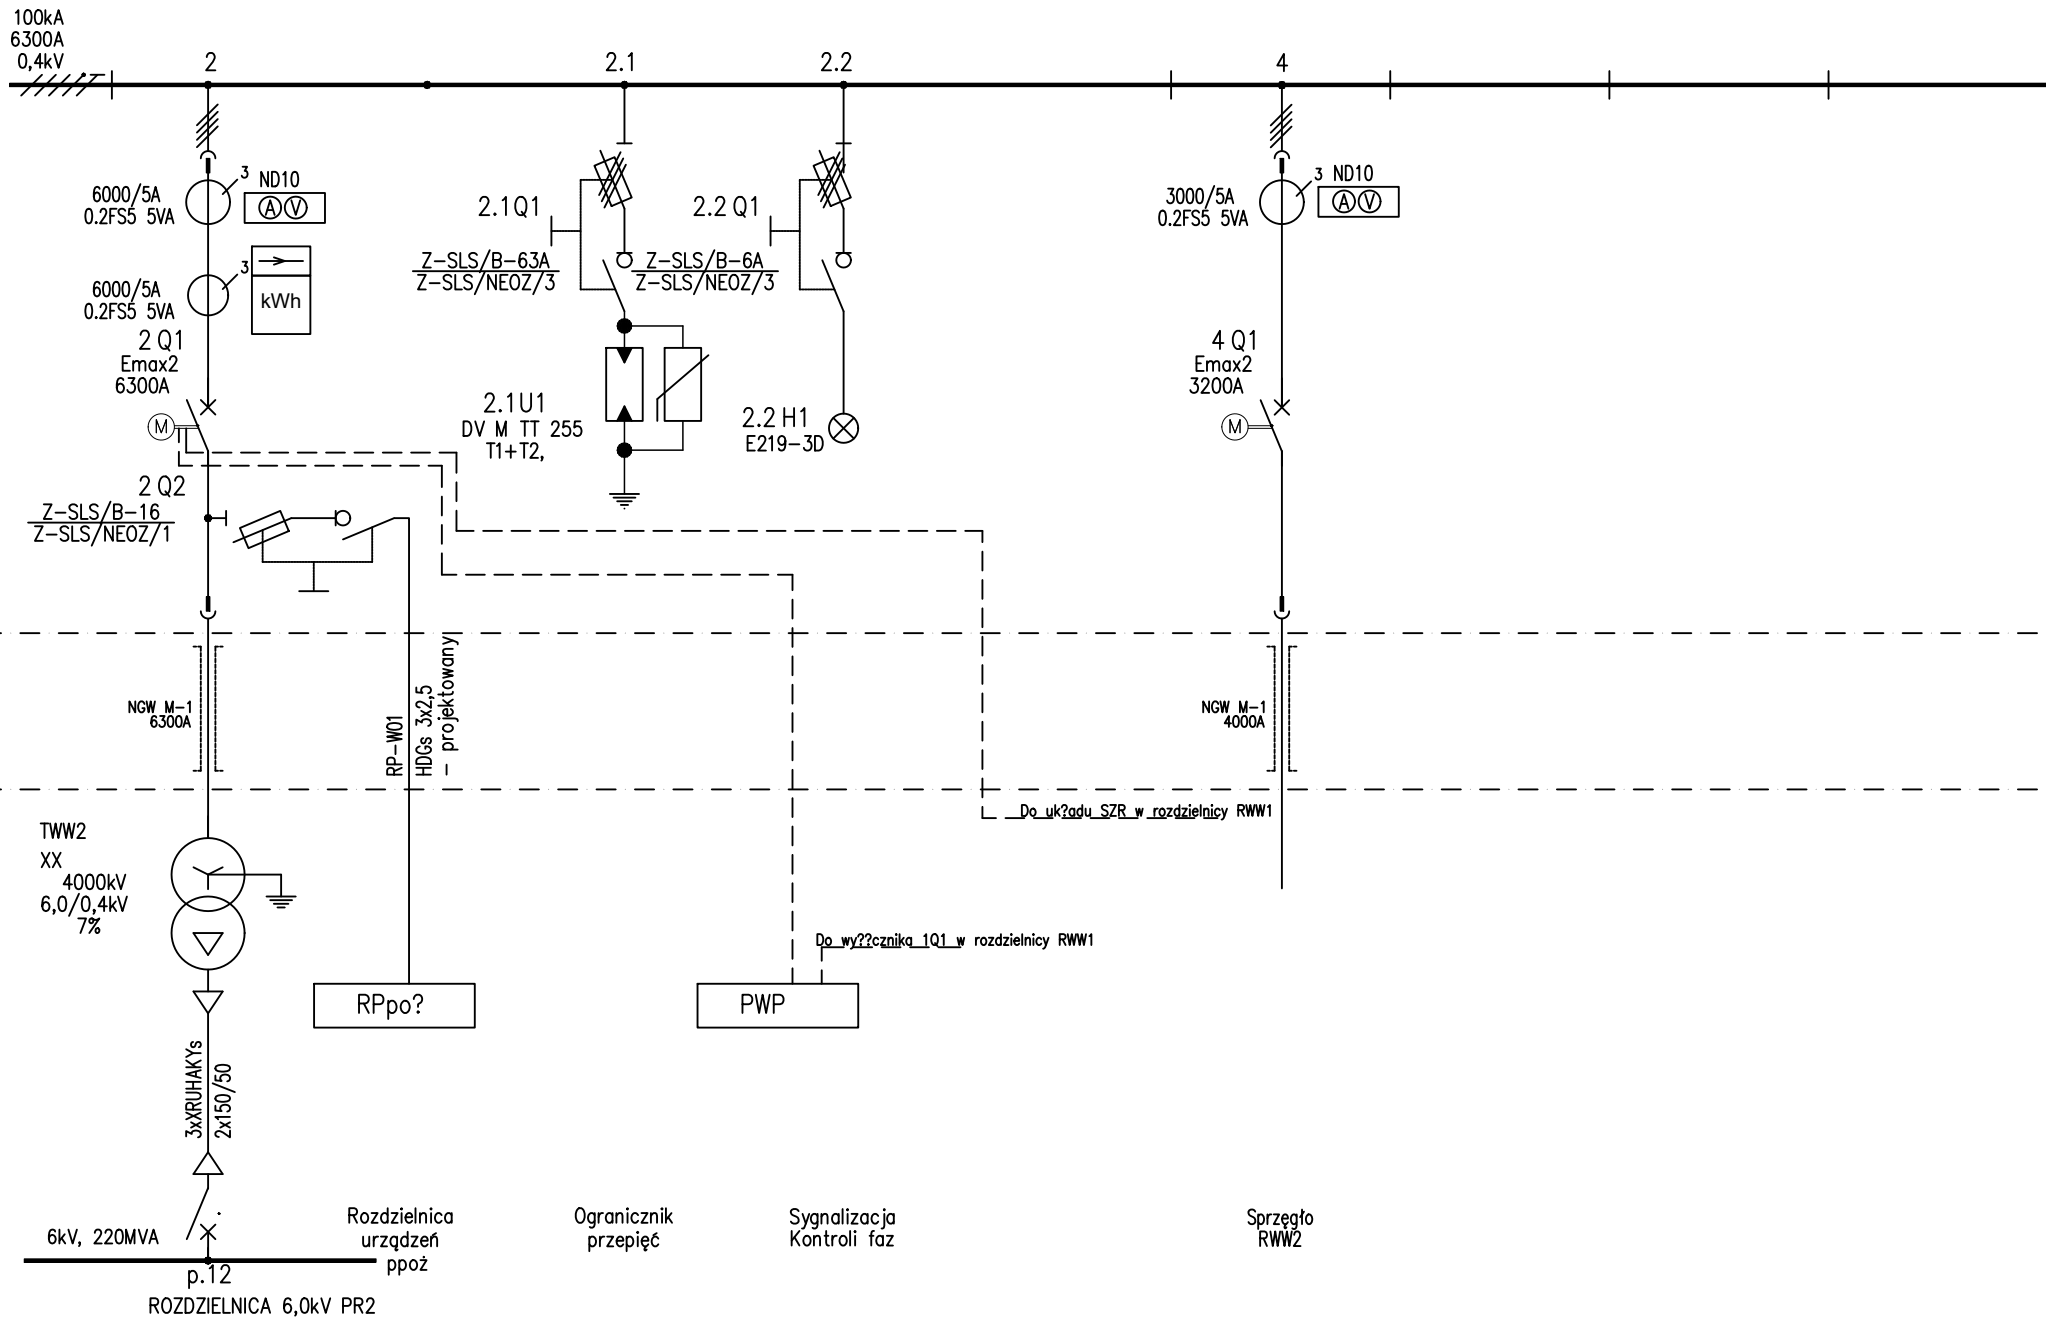 100kA
6300A
0,4kV
2
2.1
2.2
4
3
ND10
6000/5A
0.2FS5 5VA
A V
3
6000/5A
0.2FS5 5VA
kWh
2 Q1
Emax2
6300A
M
2 Q2
Z-SLS/B-16
Z-SLS/NEOZ/1
2.1Q1
Z-SLS/B-63A
Z-SLS/NEOZ/3
2.1U1
DV M TT 255
T1+T2,
2.2 Q1
Z-SLS/B-6A
Z-SLS/NEOZ/3
2.2 H1
E219-3D
3 ND10
3000/5A
0.2FS5 5VA
A V
4 Q1
Emax2
3200A
M
NGW M-1
6300A
RP-W01
HDGs 3x2,5
- projektowany
NGW M-1
4000A
Do uk?adu SZR w rozdzielnicy RWW1
TWW2
XX
4000kV
6,0/0,4kV
7%
Do wy??cznika 1Q1 w rozdzielnicy RWW1
RPpo?
PWP
3xXRUHAKYs
2x150/50
6kV, 220MVA
Rozdzielnica
urządzeń
ppoż
Ogranicznik
przepięć
Sygnalizacja
Kontroli faz
Sprzęgło
RWW2
p.12
ROZDZIELNICA 6,0kV PR2